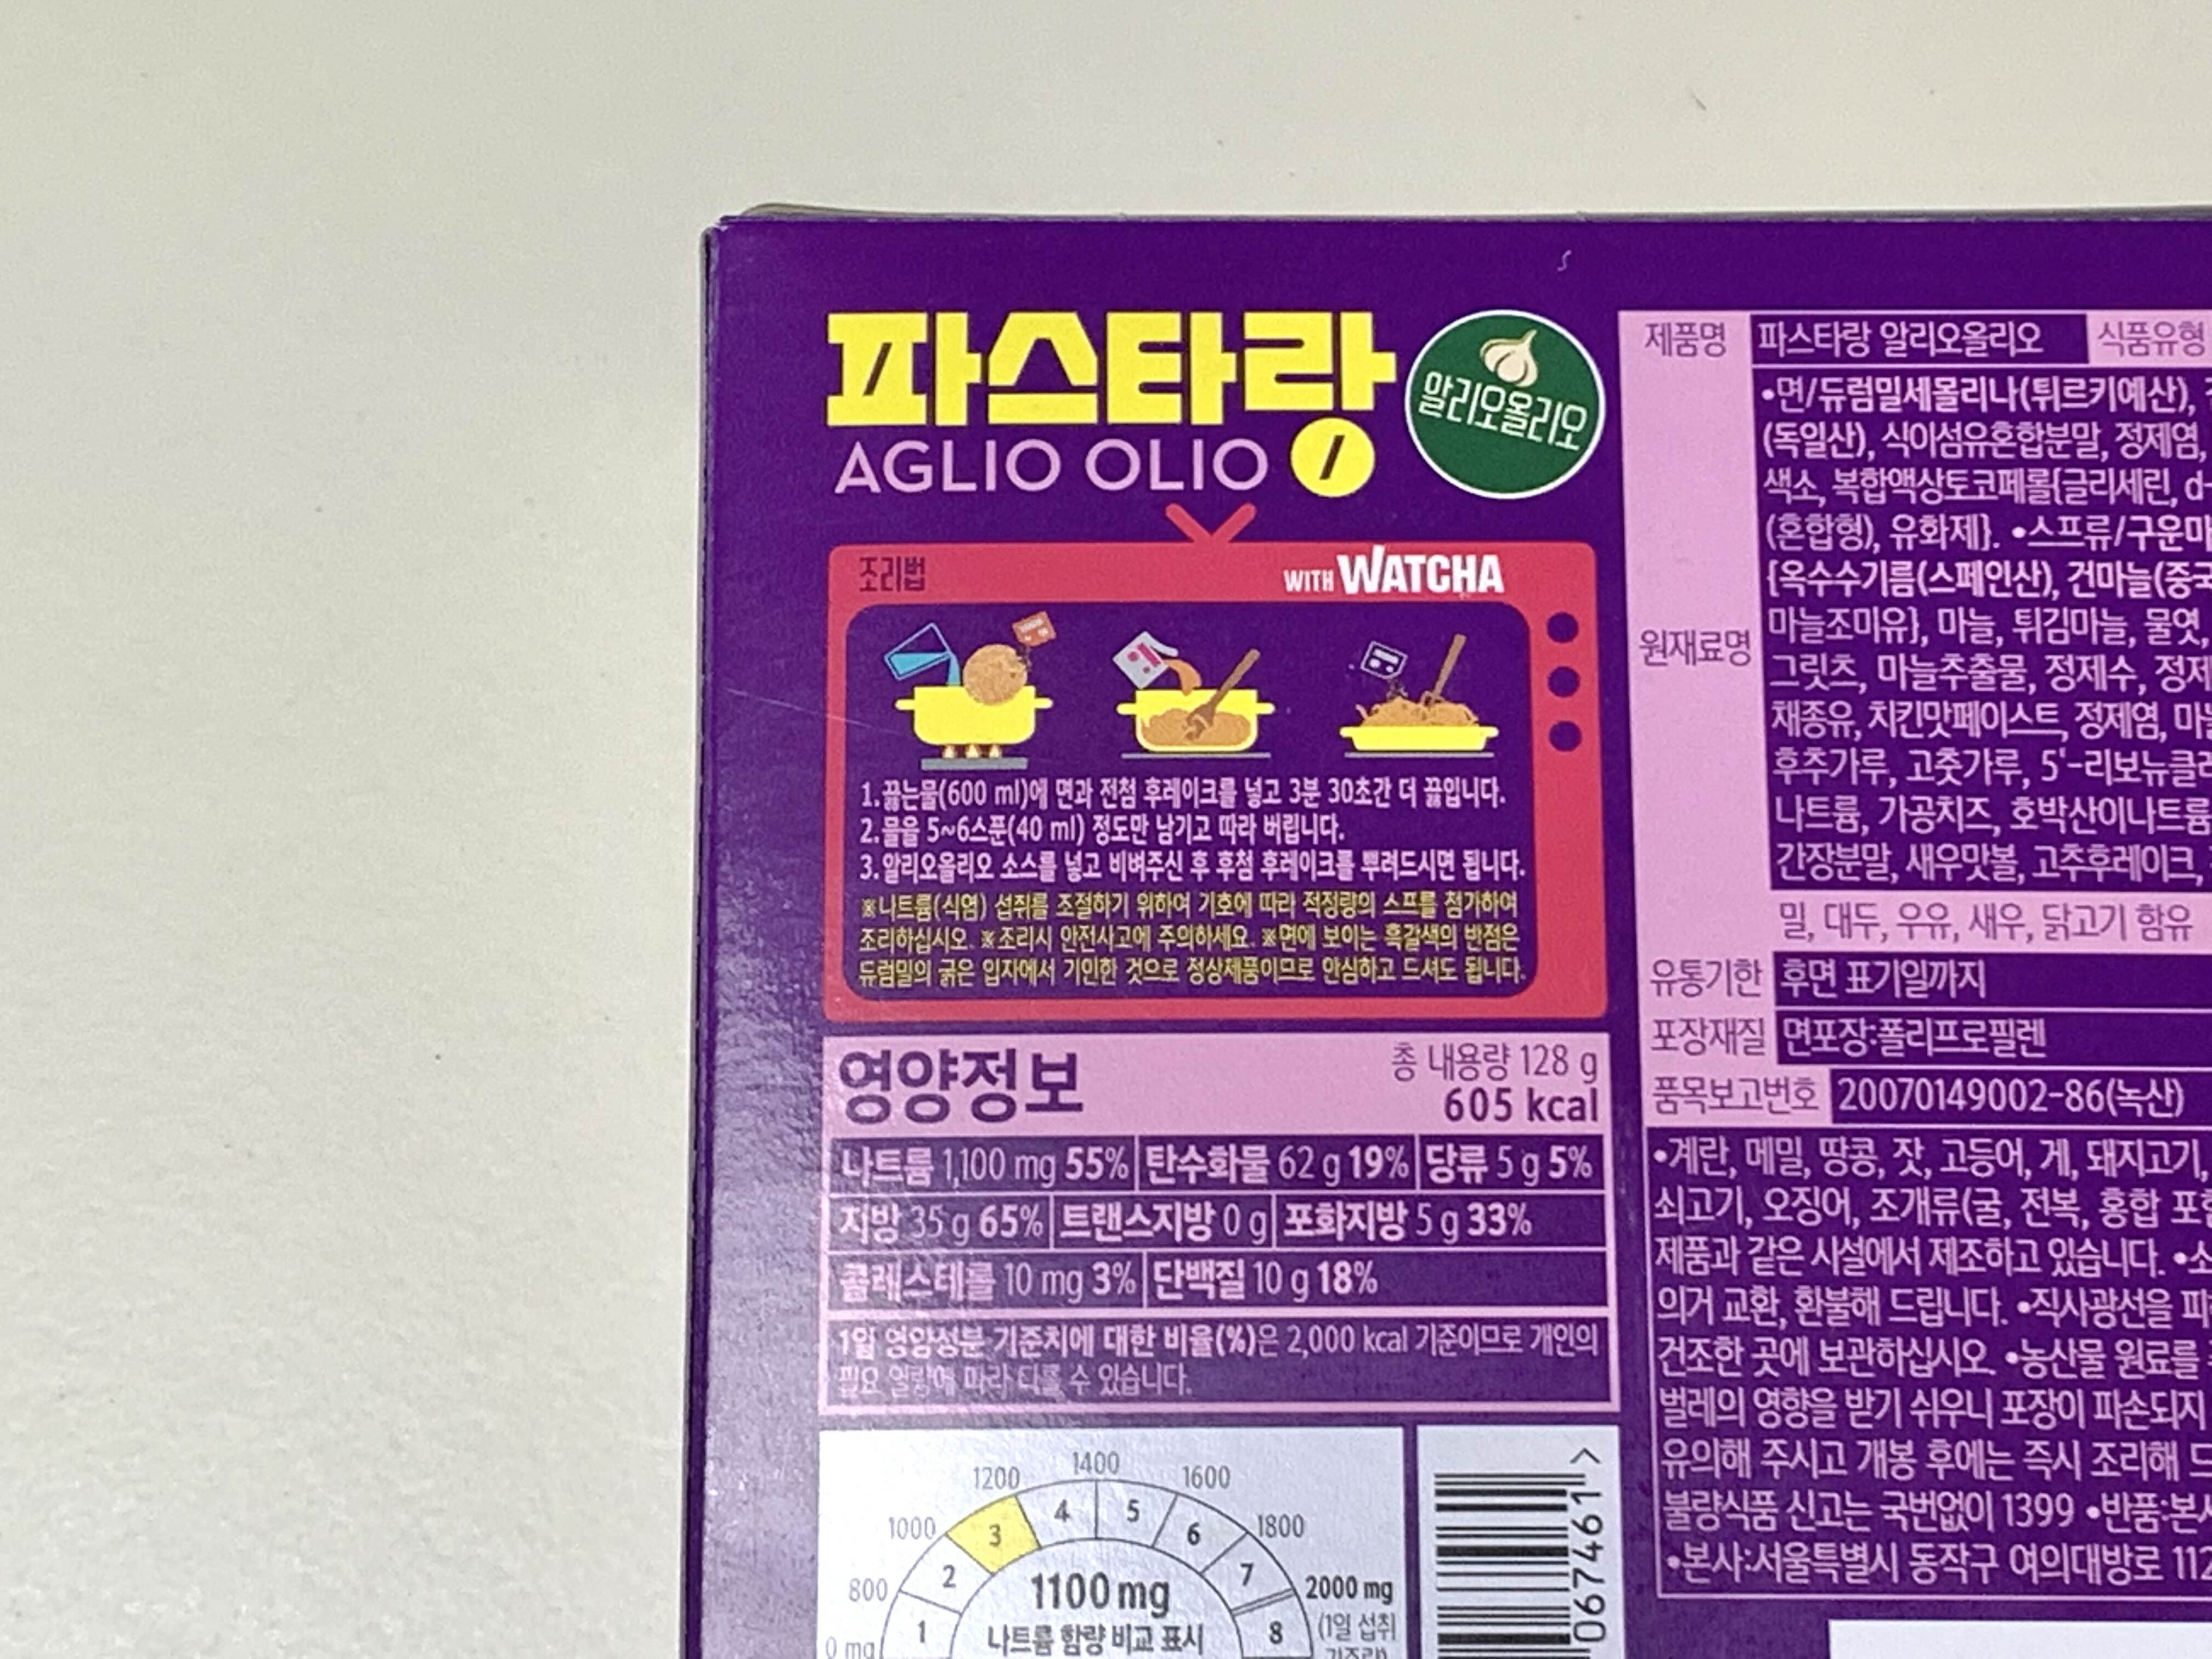 파스타랑
알리오올리오
AGLIO OLIO
조리법
WITH WATCHA
1.끓는물(600 ml)에 면과 전첨 후레이크를 넣고 3분 30초간 더 끓입니다.
2.물을 5~6스푼(40 ml) 정도만 남기고 따라 버립니다.
3.알리오올리오 소스를 넣고 비벼주신 후 후첨 후레이크를 뿌려드시면 됩니다.
※나트륨(식염) 섭취를 조절하기 위하여 기호에 따라 적정량의 스프를 첨가하여
조리하십시오. ※조리시 안전사고에 주의하세요. ※면에 보이는 흑갈색의 반점은
듀럼밀의 굵은 입자에서 기인한 것으로 정상제품이므로 안심하고 드셔도 됩니다.
영양정보
총 내용량 128 g
605 kcal
나트륨 1,100 mg 55% 탄수화물 62 g 19% 당류 5 g 5%
지방 35 g 65% 트랜스지방 0 g 포화지방 5 g 33%
콜레스테롤 10 mg 3% 단백질 10 g 18%
1일 영양성분 기준치에 대한 비율(%)은 2,000 kcal 기준이므로 개인의
필요 열량에 따라 다를 수 있습니다.
0 mg 800 1000 1200 1400 1600 1800 2000 mg
1 2 3 4 5 6 7 8
1100 mg
나트륨 함량 비교 표시
(1일 섭취
067461 >
제품명 파스타랑 알리오올리오 식품유형
원재료명
•면/듀럼밀세몰리나(튀르키예산),
(독일산), 식이섬유혼합분말, 정제염,
색소, 복합액상토코페롤{글리세린, d-
(혼합형), 유화제}. •스프류/구운마
{옥수수기름(스페인산), 건마늘(중국
마늘조미유}, 마늘, 튀김마늘, 물엿,
그릿츠, 마늘추출물, 정제수, 정제
채종유, 치킨맛페이스트, 정제염,
후추가루, 고춧가루, 5'-리보뉴클레
나트륨, 가공치즈, 호박산이나트륨
간장분말, 새우맛볼, 고추후레이크,
밀, 대두, 우유, 새우, 닭고기 함유
유통기한 후면 표기일까지
포장재질 면포장:폴리프로필렌
품목보고번호 20070149002-86(녹산)
•계란, 메밀, 땅콩, 잣, 고등어, 게, 돼지고기,
쇠고기, 오징어, 조개류(굴, 전복, 홍합 포함
제품과 같은 시설에서 제조하고 있습니다. •소
의거 교환, 환불해 드립니다. •직사광선을 피
건조한 곳에 보관하십시오. •농산물 원료를
벌레의 영향을 받기 쉬우니 포장이 파손되지
유의해 주시고 개봉 후에는 즉시 조리해 드
불량식품 신고는 국번없이 1399 •반품:본사
•본사:서울특별시 동작구 여의대방로 112